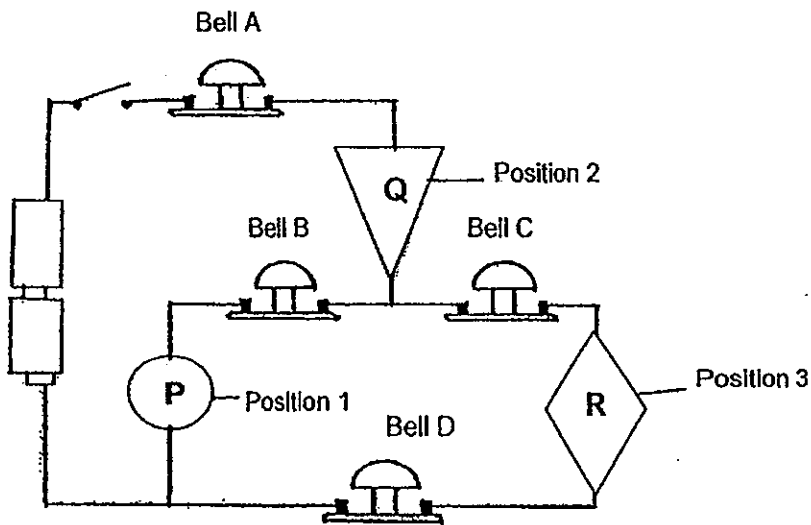 Bell A
Q
Position 2
Bell B
Bell C
P
Position 1
Position 3
R
Bell D